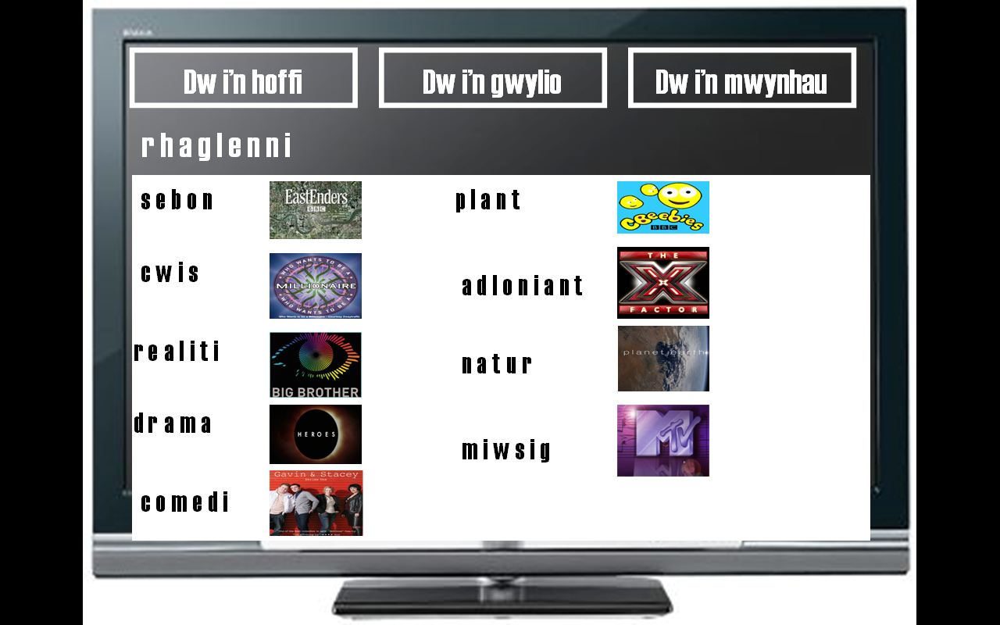 Dw i'n hoffi
Dw i'n gwylio
Dw i'n mwynhau
rhaglenni
sebon
EastEnders
BBC
plant
CBeebies
BBC
cwis
WHO WANTS TO BE A
MILLIONAIRE
WHO WANTS TO BE A
adloniant
THE
X
FACTOR
realiti
BIG BROTHER
natur
planet earth
drama
HEROES
miwsig
MTV
comedi
Gavin & Stacey